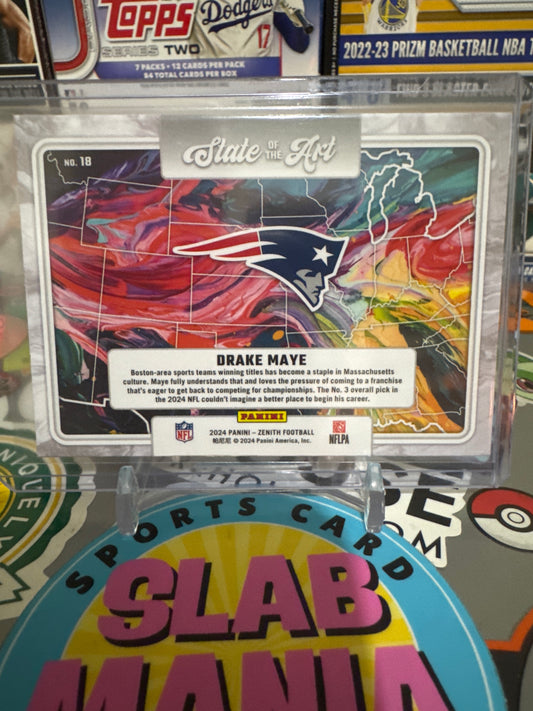 TOPPS
SERIES TWO
7 PACKS • 12 CARDS PER PACK
84 TOTAL CARDS PER BOX
Dodgers
17
WARRIORS
2022-23 PRIZM BASKETBALL NBA
State OF THE Art
NO. 18
DRAKE MAYE
Boston-area sports teams winning titles has become a staple in Massachusetts
culture. Maye fully understands that and loves the pressure of coming to a franchise
that's eager to get back to competing for championships. The No. 3 overall pick in
the 2024 NFL couldn't imagine a better place to begin his career.
PANINI
NFL
2024 PANINI – ZENITH FOOTBALL
© 2024 Panini America, Inc.
NFLPA
SPORTS CARD
SLAB
MANIA